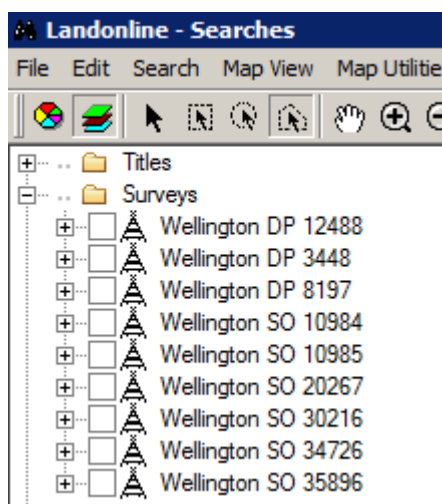 Landonline - Searches
File Edit Search Map View Map Utilitie
Titles
Surveys
Wellington DP 12488
Wellington DP 3448
Wellington DP 8197
Wellington SO 10984
Wellington SO 10985
Wellington SO 20267
Wellington SO 30216
Wellington SO 34726
Wellington SO 35896